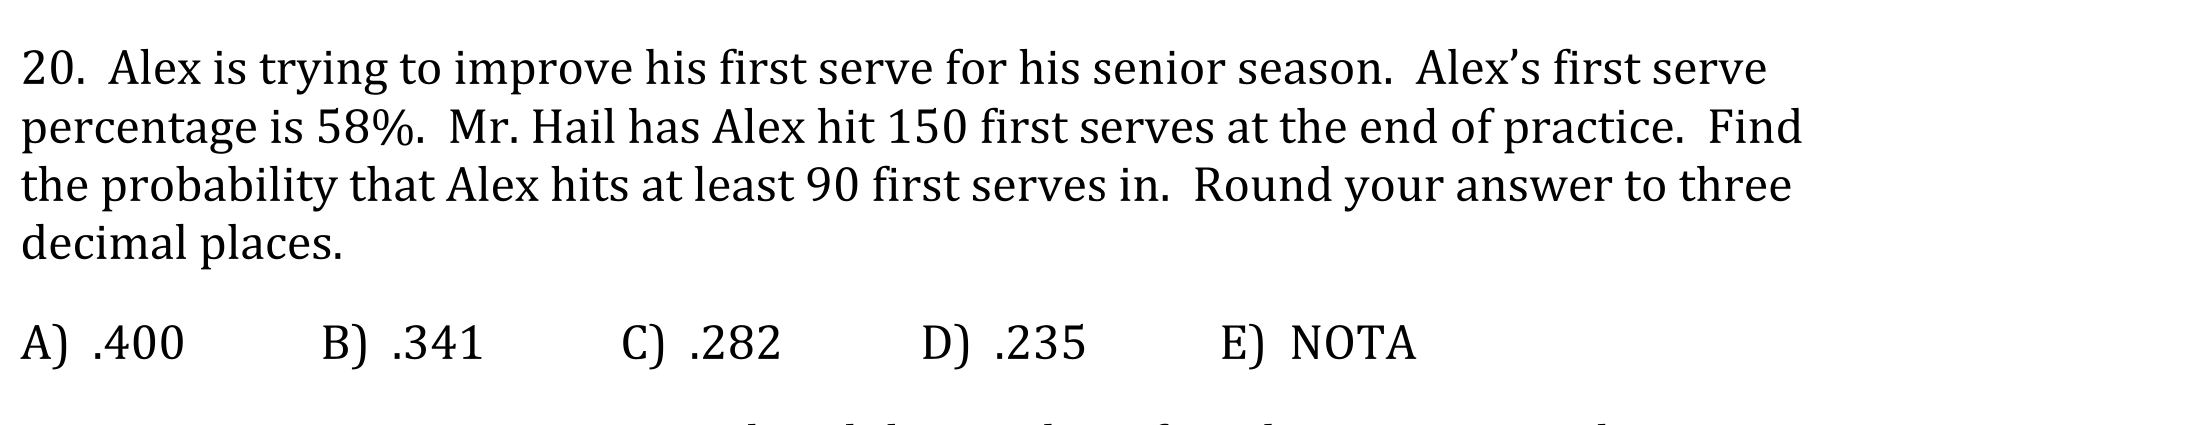 20.  Alex is trying to improve his first serve for his senior season.  Alex’s first serve
percentage is 58%.  Mr. Hail has Alex hit 150 first serves at the end of practice.  Find
the probability that Alex hits at least 90 first serves in.  Round your answer to three
decimal places.
A)  .400    B)  .341    C)  .282    D)  .235    E)  NOTA